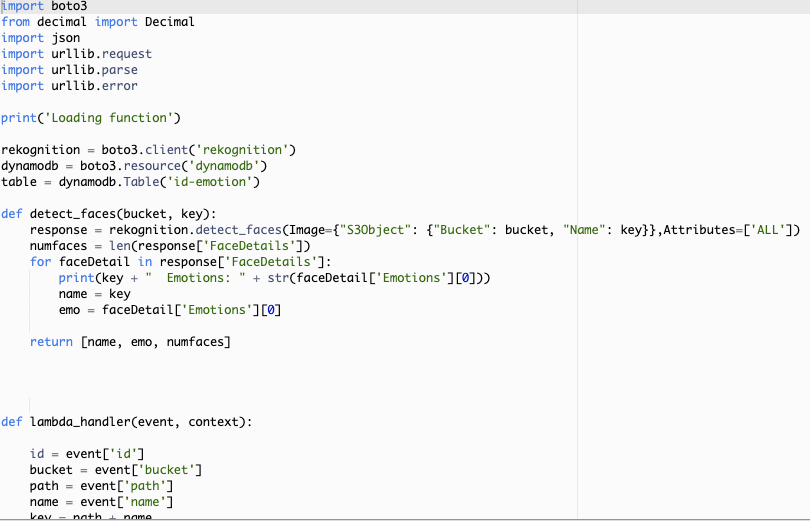 import boto3
from decimal import Decimal
import json
import urllib.request
import urllib.parse
import urllib.error
print('Loading function')
rekognition = boto3.client('rekognition')
dynamodb = boto3.resource('dynamodb')
table = dynamodb.Table('id-emotion')
def detect_faces(bucket, key):
    response = rekognition.detect_faces(Image={"S3Object": {"Bucket": bucket, "Name": key}},Attributes=['ALL'])
    numfaces = len(response['FaceDetails'])
    for faceDetail in response['FaceDetails']:
        print(key + "  Emotions: " + str(faceDetail['Emotions'][0]))
        name = key
        emo = faceDetail['Emotions'][0]
    return [name, emo, numfaces]
def lambda_handler(event, context):
    id = event['id']
    bucket = event['bucket']
    path = event['path']
    name = event['name']
    key = path + name